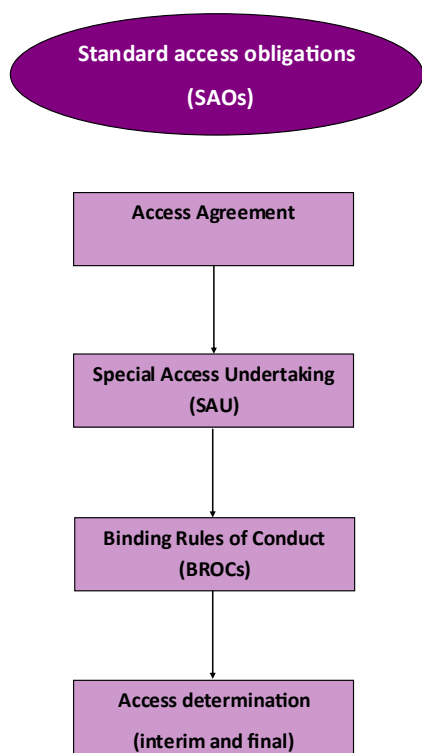 Standard access obligations
(SAOs)
Access Agreement
Special Access Undertaking
(SAU)
Binding Rules of Conduct
(BROCs)
Access determination
(interim and final)